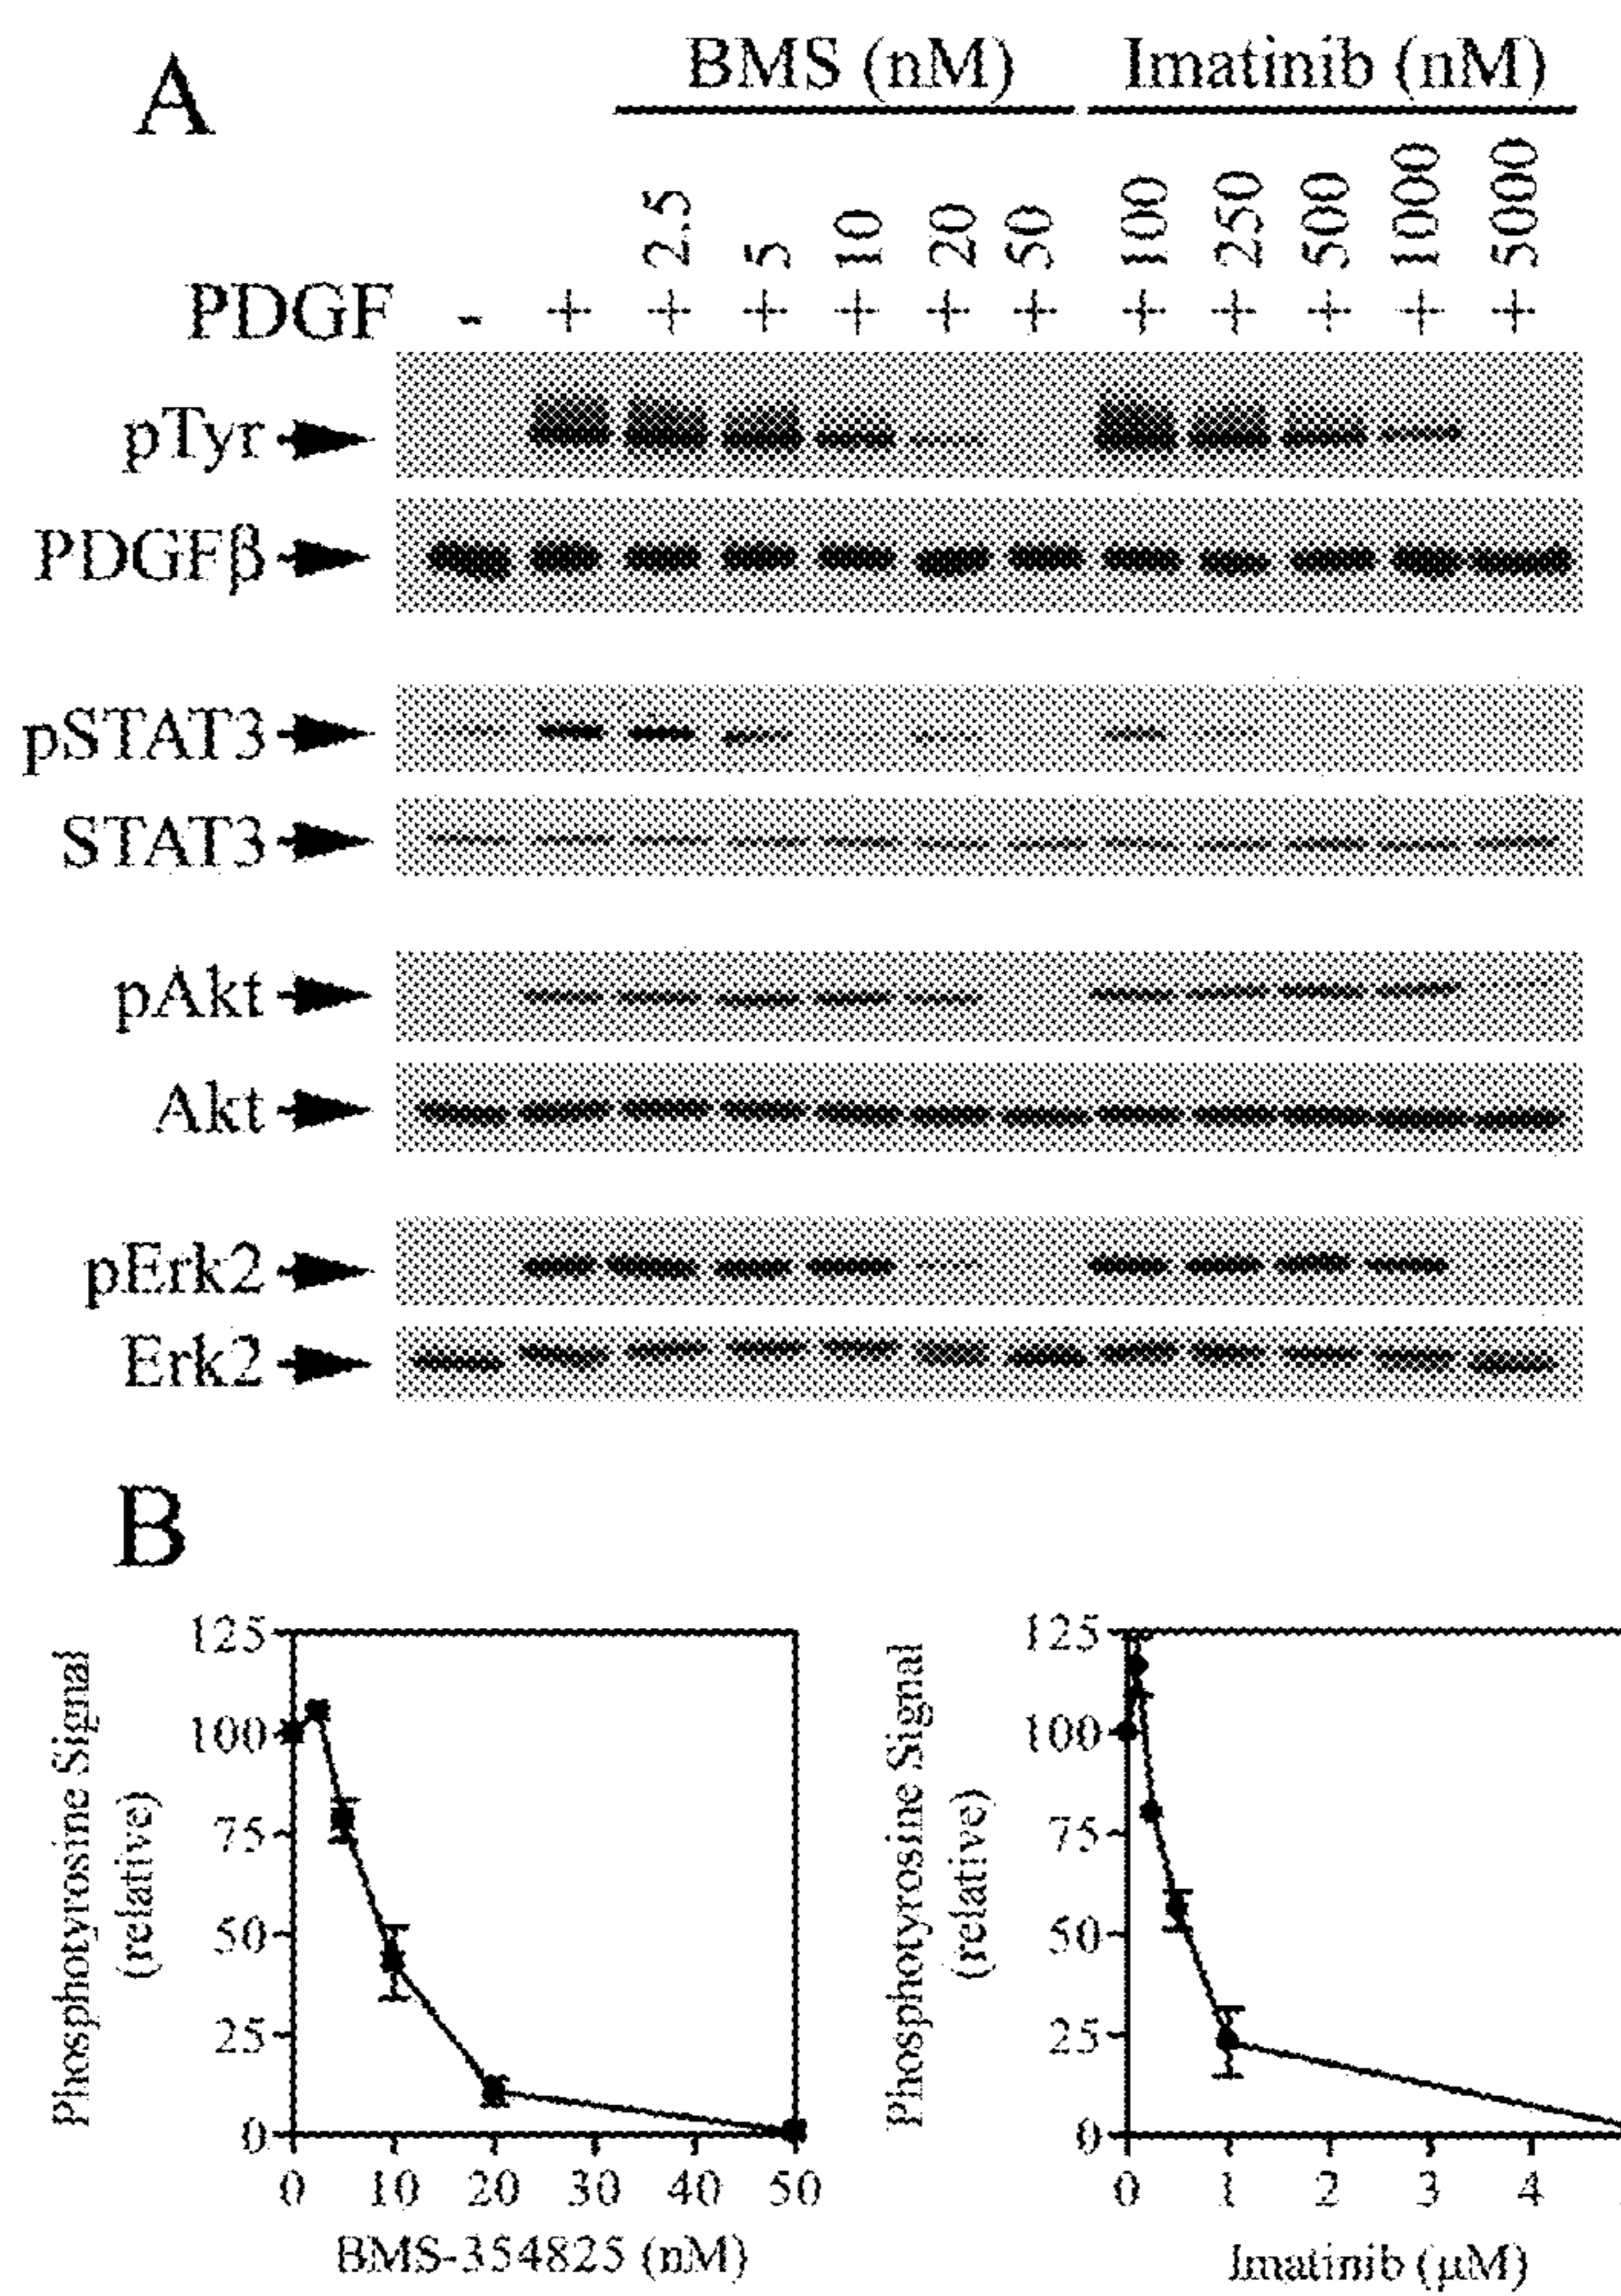 A
BMS (nM) Imatinib (nM)
2.5 5 10 20 50 100 250 500 1000 5000
PDGF - + + + + + + + + + + +
pTyr
PDGFβ
pSTAT3
STAT3
pAkt
Akt
pErk2
Erk2
B
Phosphotyrosine Signal
(relative)
125
100
75
50
25
0
0 10 20 30 40 50
BMS-354825 (nM)
Phosphotyrosine Signal
(relative)
125
100
75
50
25
0
0 1 2 3 4
Imatinib (μM)